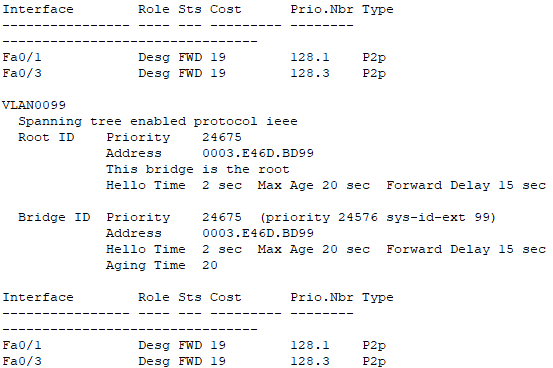 Interface        Role Sts Cost      Prio.Nbr Type
---------------- ---- --- --------- --------
--------------------------------
Fa0/1            Desg FWD 19        128.1    P2p
Fa0/3            Desg FWD 19        128.3    P2p
VLAN0099
  Spanning tree enabled protocol ieee
  Root ID    Priority    24675
             Address     0003.E46D.BD99
             This bridge is the root
             Hello Time  2 sec  Max Age 20 sec  Forward Delay 15 sec
  Bridge ID  Priority    24675  (priority 24576 sys-id-ext 99)
             Address     0003.E46D.BD99
             Hello Time  2 sec  Max Age 20 sec  Forward Delay 15 sec
             Aging Time  20
Interface        Role Sts Cost      Prio.Nbr Type
---------------- ---- --- --------- --------
--------------------------------
Fa0/1            Desg FWD 19        128.1    P2p
Fa0/3            Desg FWD 19        128.3    P2p